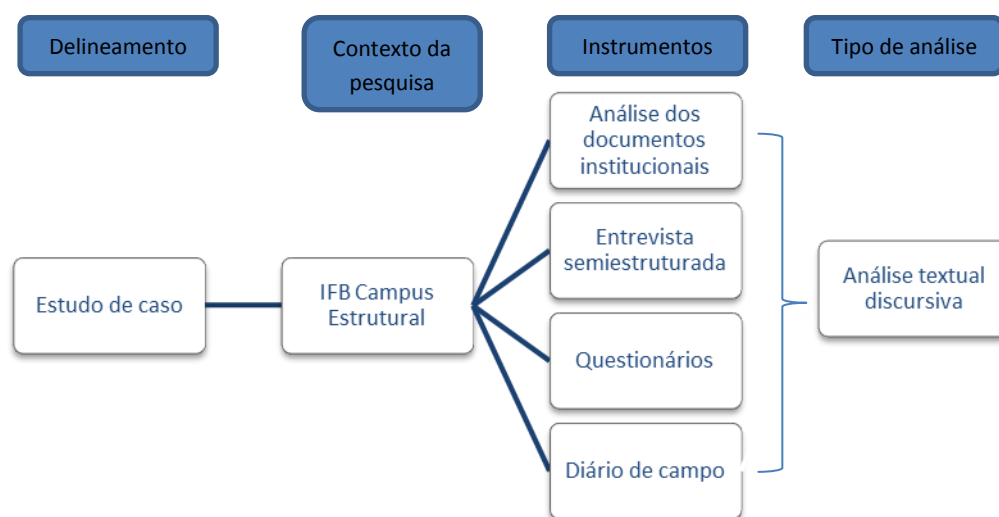 Delineamento
Contexto da
pesquisa
Instrumentos
Tipo de análise
Estudo de caso
IFB Campus
Estrutural
Análise dos
documentos
institucionais
Entrevista
semiestruturada
Questionários
Diário de campo
Análise textual
discursiva